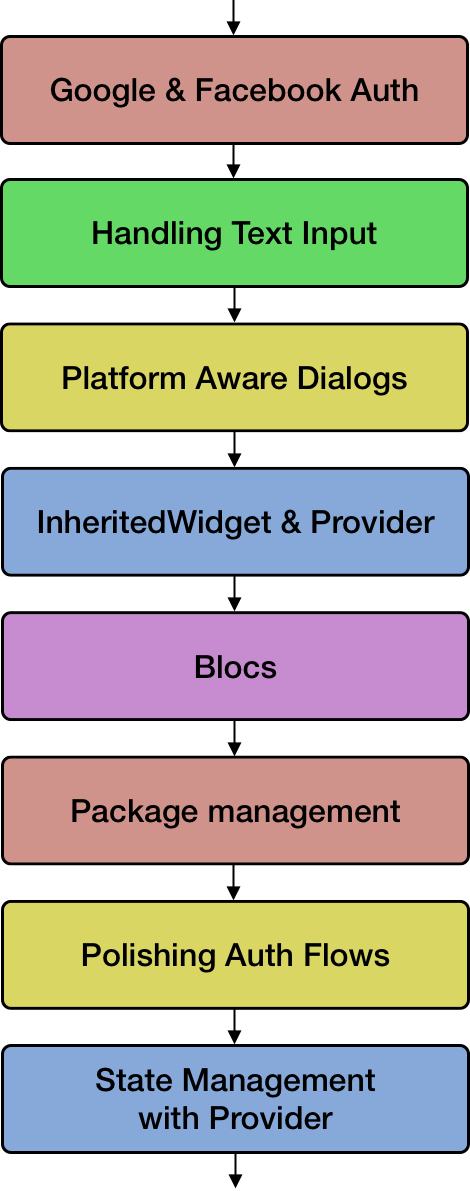 Google & Facebook Auth
Handling Text Input
Platform Aware Dialogs
InheritedWidget & Provider
Blocs
Package management
Polishing Auth Flows
State Management
with Provider